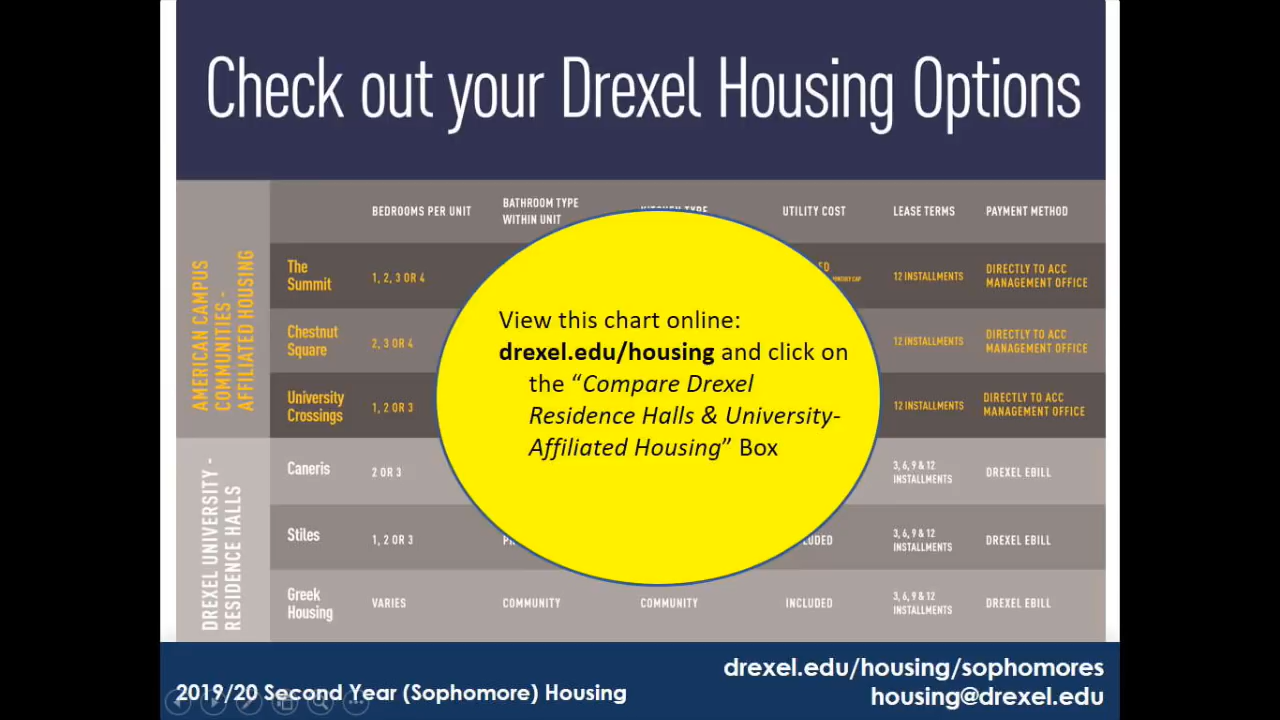 Check out your Drexel Housing Options
BEDROOMS PER UNIT
BATHROOM TYPE
WITHIN UNIT
UTILITY COST
LEASE TERMS
PAYMENT METHOD
AMERICAN CAMPUS
COMMUNITIES -
AFFILIATED HOUSING
The
Summit
1, 2, 3 OR 4
12 INSTALLMENTS
DIRECTLY TO ACC
MANAGEMENT OFFICE
Chestnut
Square
2, 3 OR 4
12 INSTALLMENTS
DIRECTLY TO ACC
MANAGEMENT OFFICE
University
Crossings
1, 2 OR 3
12 INSTALLMENTS
DIRECTLY TO ACC
MANAGEMENT OFFICE
View this chart online:
drexel.edu/housing and click on
the “Compare Drexel
Residence Halls & University-
Affiliated Housing” Box
DREXEL UNIVERSITY -
RESIDENCE HALLS
Caneris
2 OR 3
3, 6, 9 & 12
INSTALLMENTS
DREXEL EBILL
Stiles
1, 2 OR 3
3, 6, 9 & 12
INSTALLMENTS
DREXEL EBILL
Greek
Housing
VARIES
COMMUNITY
COMMUNITY
INCLUDED
3, 6, 9 & 12
INSTALLMENTS
DREXEL EBILL
2019/20 Second Year (Sophomore) Housing
drexel.edu/housing/sophomores
housing@drexel.edu